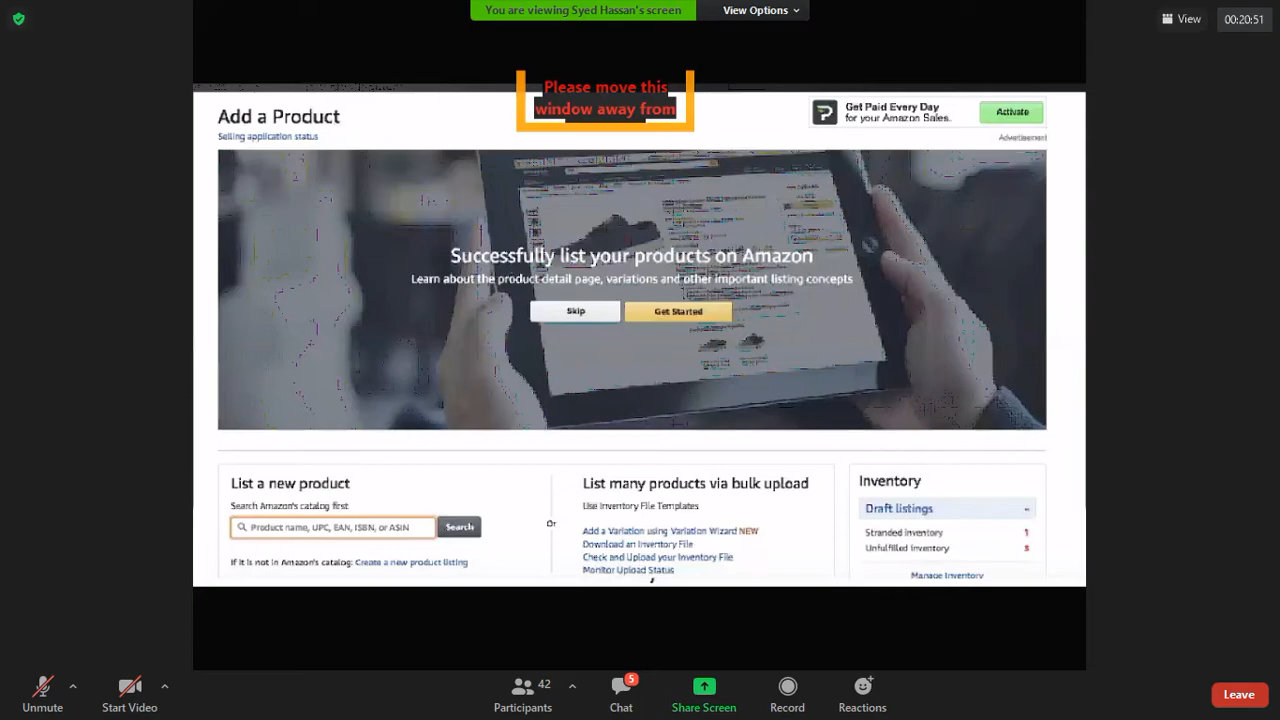 You are viewing Syed Hassan's screen
View Options
View
00:20:51
Please move this
window away from
Add a Product
Selling application status
Get Paid Every Day
for your Amazon Sales.
Activate
Advertisement
Successfully list your products on Amazon
Learn about the product detail page, variations and other important listing concepts
Skip
Get Started
List a new product
Search Amazon's catalog first
Product name, UPC, EAN, ISBN, or ASIN
Search
If it is not in Amazon's catalog: Create a new product listing
Or
List many products via bulk upload
Use Inventory File Templates
Add a Variation using Variation Wizard NEW
Download an Inventory File
Check and Upload your Inventory File
Monitor Upload Status
Inventory
Draft listings --
Stranded Inventory 1
Unfulfilled Inventory
Manage Inventory
Unmute
Start Video
42
Participants
5
Chat
Share Screen
Record
Reactions
Leave